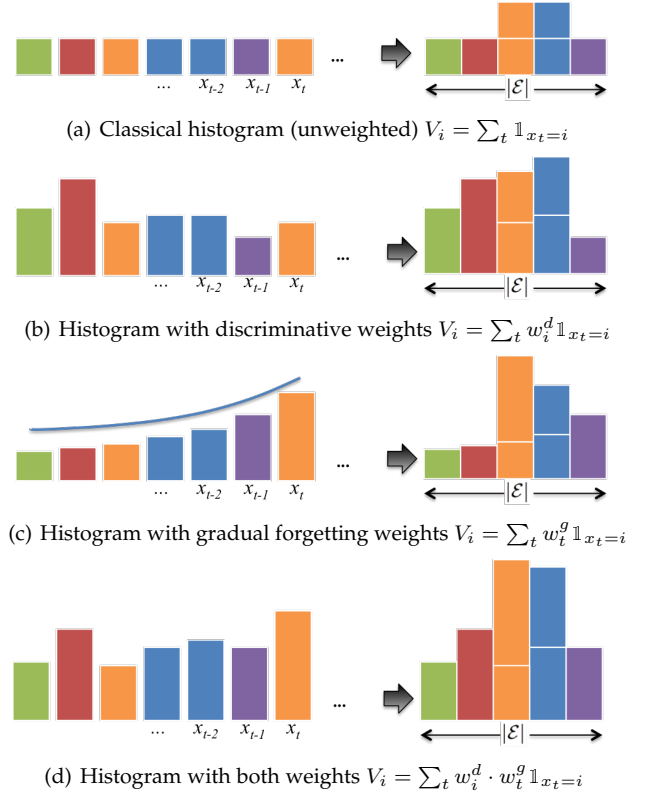 ... x_{t-2} x_{t-1} x_t ...
|ℰ|
(a) Classical histogram (unweighted) V_i = ∑_t 𝟙_{x_t=i}
... x_{t-2} x_{t-1} x_t ...
|ℰ|
(b) Histogram with discriminative weights V_i = ∑_t w_i^d 𝟙_{x_t=i}
... x_{t-2} x_{t-1} x_t ...
|ℰ|
(c) Histogram with gradual forgetting weights V_i = ∑_t w_t^g 𝟙_{x_t=i}
... x_{t-2} x_{t-1} x_t ...
|ℰ|
(d) Histogram with both weights V_i = ∑_t w_i^d · w_t^g 𝟙_{x_t=i}